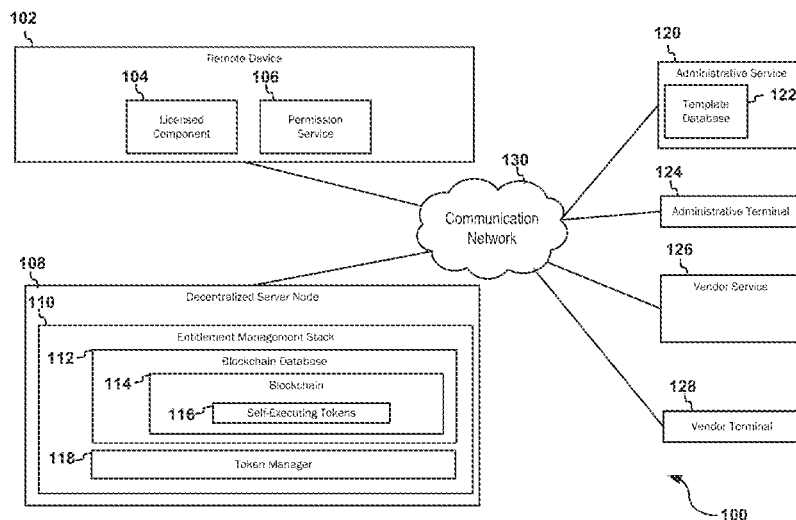 102
Remote Device
104
Licensed
Component
106
Permission
Service
120
Administrative Service
122
Template
Database
130
Communication
Network
124
Administrative Terminal
126
Vendor Service
108
Decentralized Server Node
110
Entitlement Management Stack
112
Blockchain Database
114
Blockchain
116
Self-Executing Tokens
118
Token Manager
128
Vendor Terminal
100